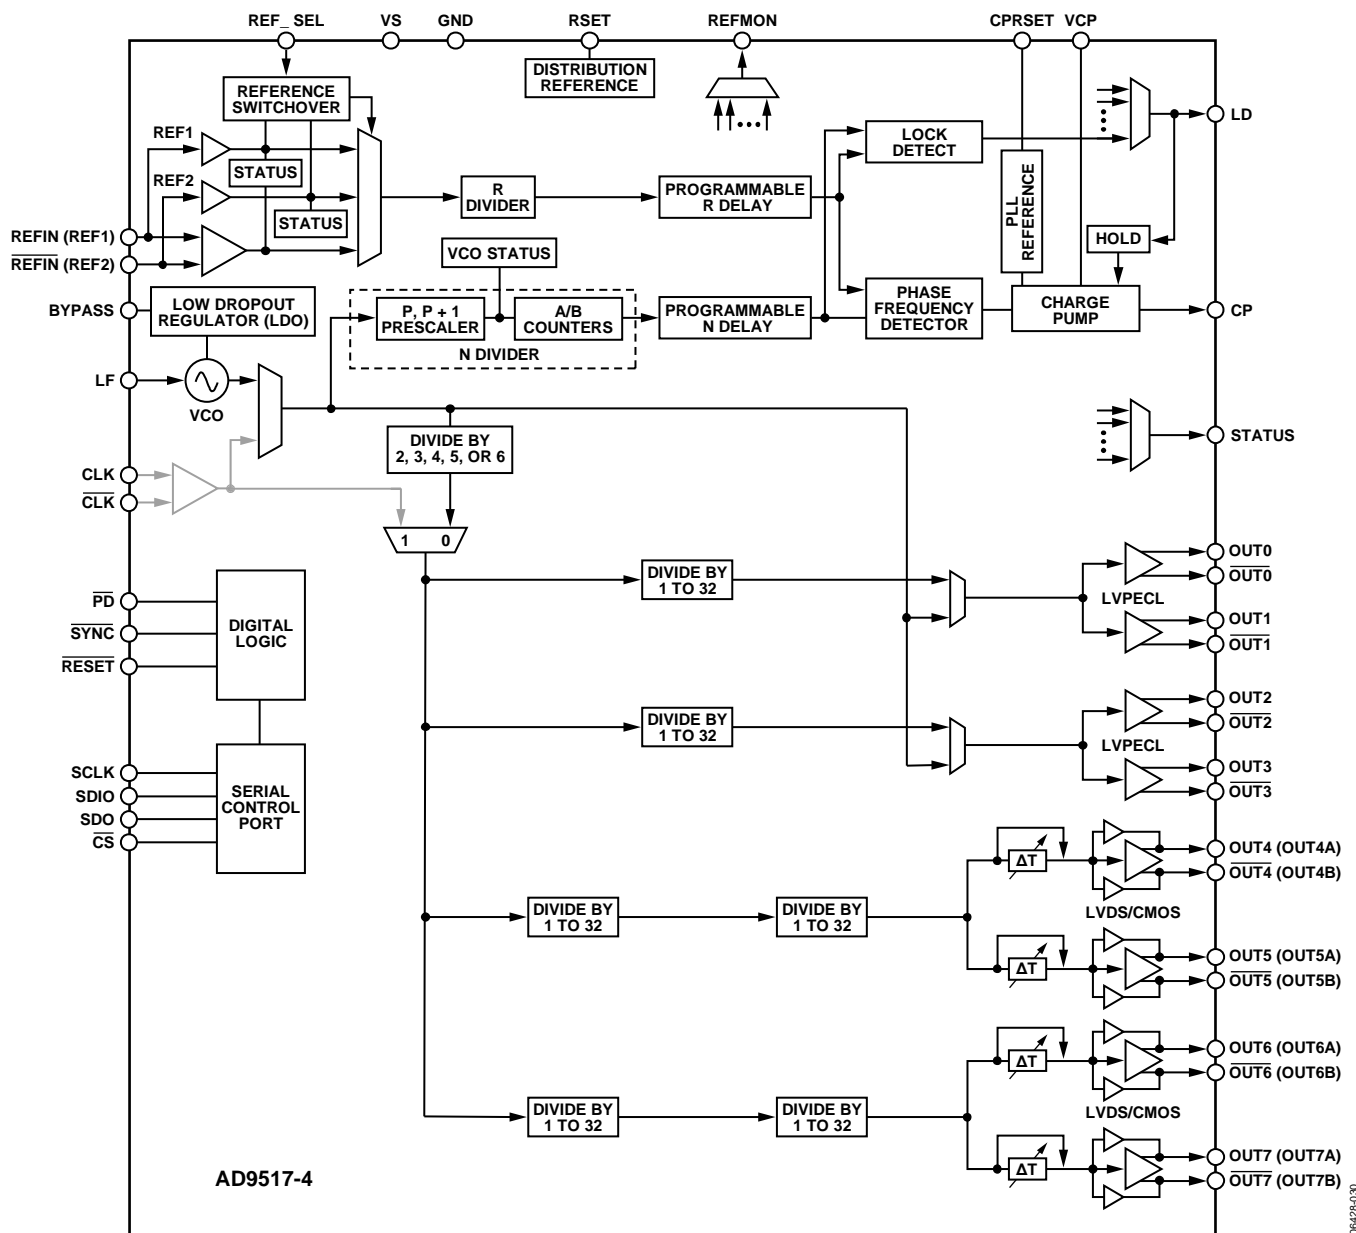 REF_SEL VS GND RSET REFMON CPRSET VCP
DISTRIBUTION
REFERENCE
REFERENCE
SWITCHOVER
REF1
STATUS
REF2
STATUS
R
DIVIDER
PROGRAMMABLE
R DELAY
LOCK
DETECT
PLL
REFERENCE
LD
HOLD
REFIN (REF1)
REFIN (REF2)
VCO STATUS
BYPASS
LOW DROPOUT
REGULATOR (LDO)
P, P + 1
PRESCALER
A/B
COUNTERS
N DIVIDER
PROGRAMMABLE
N DELAY
PHASE
FREQUENCY
DETECTOR
CHARGE
PUMP
CP
LF
VCO
DIVIDE BY
2, 3, 4, 5, OR 6
STATUS
CLK
CLK
1 0
PD
SYNC
RESET
DIGITAL
LOGIC
DIVIDE BY
1 TO 32
LVPECL
OUT0
OUT0
OUT1
OUT1
DIVIDE BY
1 TO 32
LVPECL
OUT2
OUT2
OUT3
OUT3
SCLK
SDIO
SDO
CS
SERIAL
CONTROL
PORT
DIVIDE BY
1 TO 32
DIVIDE BY
1 TO 32
ΔT
ΔT
LVDS/CMOS
OUT4 (OUT4A)
OUT4 (OUT4B)
OUT5 (OUT5A)
OUT5 (OUT5B)
DIVIDE BY
1 TO 32
DIVIDE BY
1 TO 32
ΔT
ΔT
LVDS/CMOS
OUT6 (OUT6A)
OUT6 (OUT6B)
OUT7 (OUT7A)
OUT7 (OUT7B)
AD9517-4
06428-030